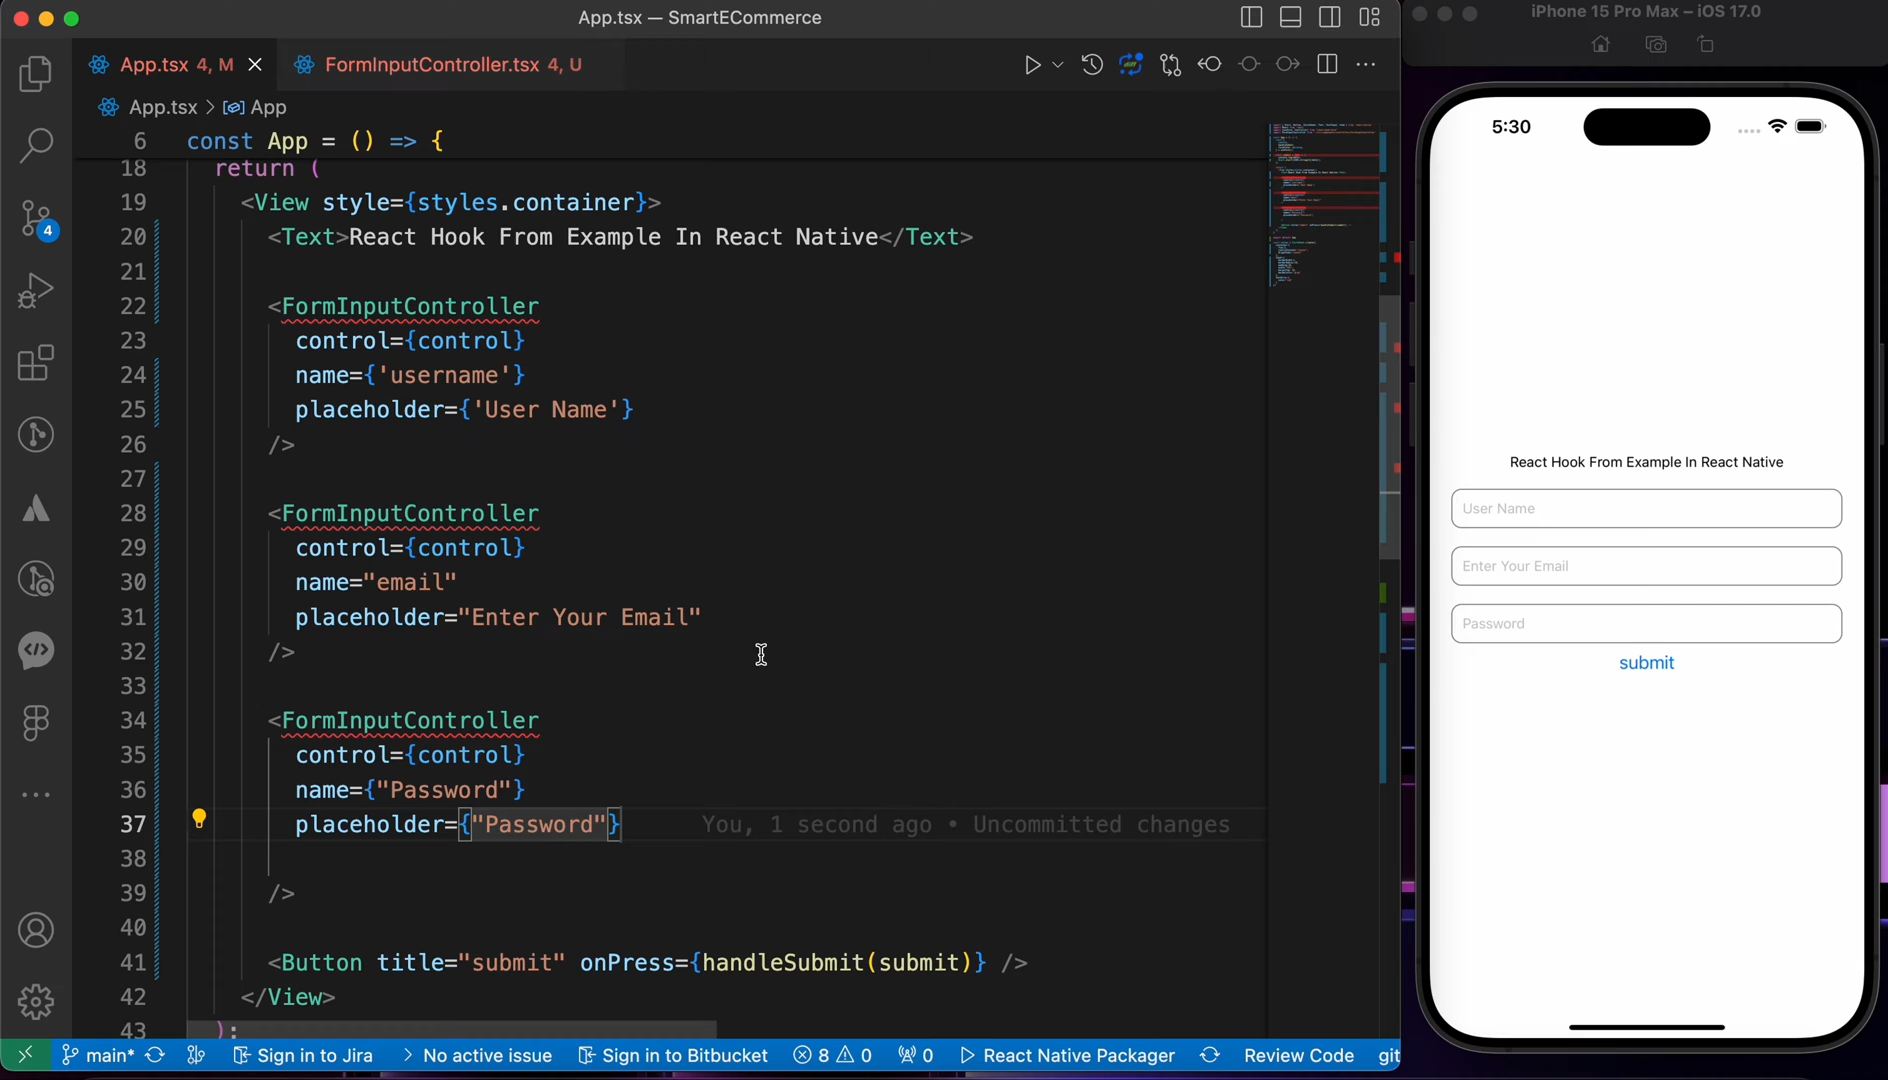 App.tsx — SmartECommerce
App.tsx 4, M
FormInputController.tsx 4, U
App.tsx > App
6 const App = () => {
18 return (
19 <View style={styles.container}>
20 <Text>React Hook From Example In React Native</Text>
21
22 <FormInputController
23 control={control}
24 name={'username'}
25 placeholder={'User Name'}
26 />
27
28 <FormInputController
29 control={control}
30 name="email"
31 placeholder="Enter Your Email"
32 />
33
34 <FormInputController
35 control={control}
36 name={"Password"}
37 placeholder={"Password"} You, 1 second ago • Uncommitted changes
38
39 />
40
41 <Button title="submit" onPress={handleSubmit(submit)} />
42 </View>
43 );
4
main* Sign in to Jira > No active issue Sign in to Bitbucket 8 0 0 React Native Packager Review Code git
iPhone 15 Pro Max – iOS 17.0
5:30
React Hook From Example In React Native
User Name
Enter Your Email
Password
submit